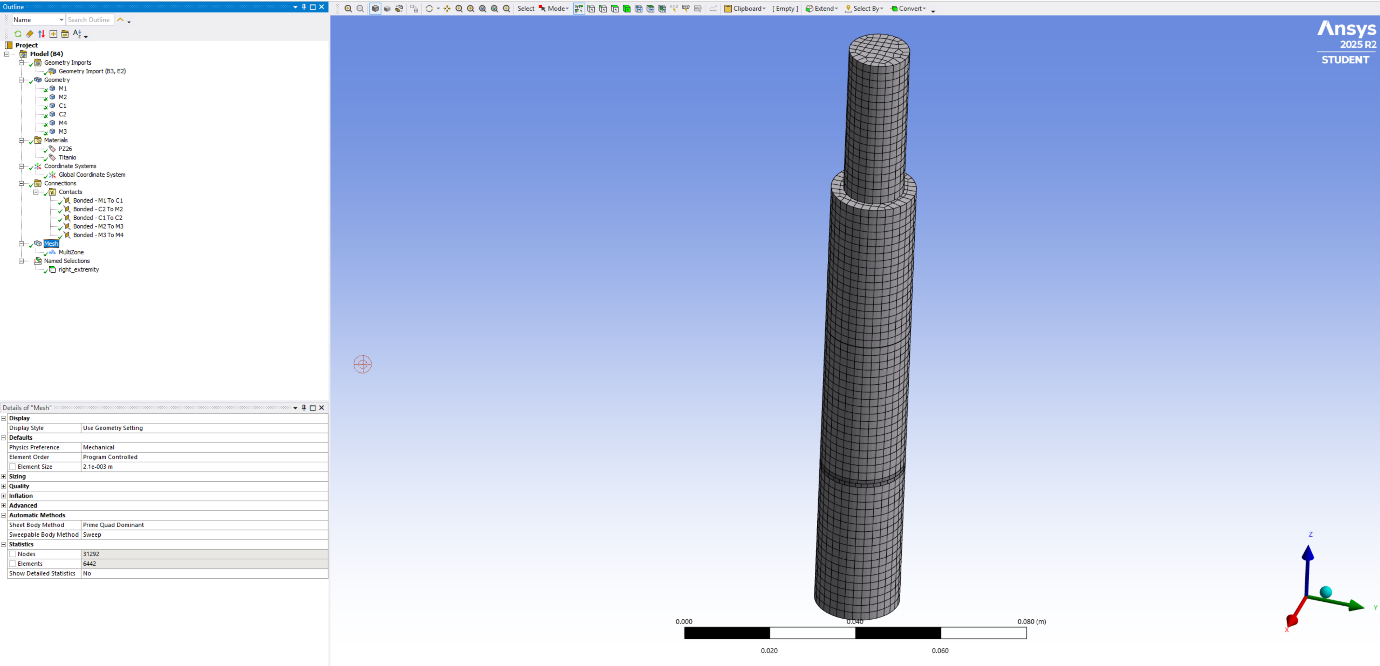 Outline
Name Search Outline
Project
Model (B4)
Geometry Imports
Geometry Import (B3, E2)
Geometry
M1
M2
C1
C2
M4
M3
Materials
PZ26
Titanio
Coordinate Systems
Global Coordinate System
Connections
Contacts
Bonded - M1 To C1
Bonded - C2 To M2
Bonded - C1 To C2
Bonded - M2 To M3
Bonded - M3 To M4
Mesh
MultiZone
Named Selections
right_extremity
Details of "Mesh"
Display
Display Style Use Geometry Setting
Defaults
Physics Preference Mechanical
Element Order Program Controlled
Element Size 2.1e-003 m
Sizing
Quality
Inflation
Advanced
Automatic Methods
Sheet Body Method Prime Quad Dominant
Sweepable Body Method Sweep
Statistics
Nodes 31292
Elements 6442
Show Detailed Statistics No
Select Mode Clipboard [ Empty ] Extend Select By Convert
Ansys
2025 R2
STUDENT
0.000 0.040 0.080 (m)
0.020 0.060
Z
Y
X